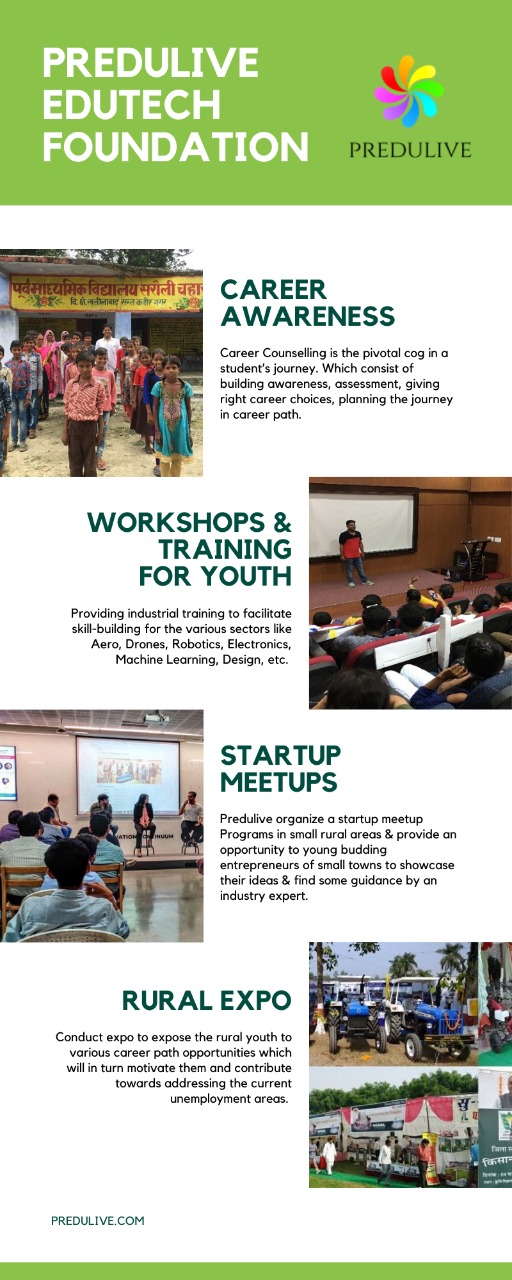 PREDULIVE
EDUTECH
FOUNDATION
PREDULIVE
पूर्व माध्यमिक विद्यालय सरौली चहा
CAREER
AWARENESS
Career Counselling is the pivotal cog in a
student's journey. Which consist of
building awareness, assessment, giving
right career choices, planning the journey
in career path.
WORKSHOPS &
TRAINING
FOR YOUTH
Providing industrial training to facilitate
skill-building for the various sectors like
Aero, Drones, Robotics, Electronics,
Machine Learning, Design, etc.
STARTUP
MEETUPS
Predulive organize a startup meetup
Programs in small rural areas & provide an
opportunity to young budding
entrepreneurs of small towns to showcase
their ideas & find some guidance by an
industry expert.
RURAL EXPO
Conduct expo to expose the rural youth to
various career path opportunities which
will in turn motivate them and contribute
towards addressing the current
unemployment areas.
जिला
किसान
PREDULIVE.COM